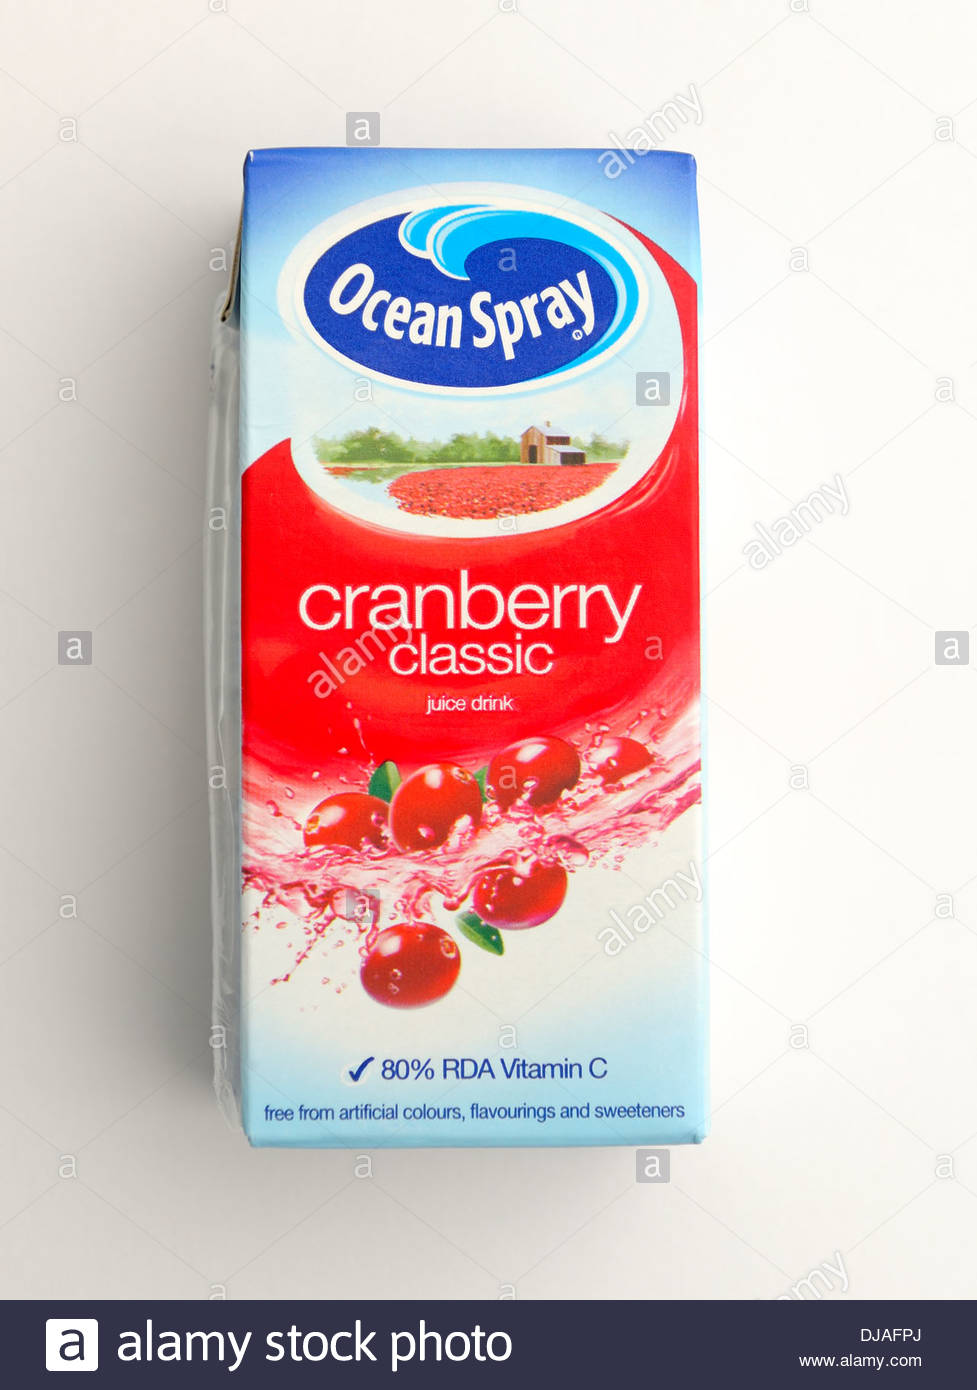 Ocean Spray®
cranberry
classic
juice drink
✓ 80% RDA Vitamin C
free from artificial colours, flavourings and sweeteners
a alamy stock photo
DJAFPJ
www.alamy.com